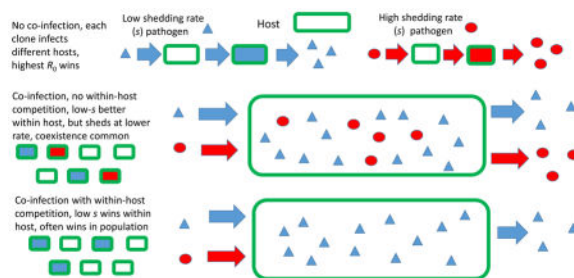 No co-infection, each
clone infects
different hosts,
highest R0 wins
Low shedding rate
(s) pathogen
Host
High shedding rate
(s) pathogen
Co-infection, no within-host
competition, low-s better
within host, but sheds at lower
rate, coexistence common
Co-infection with within-host
competition, low s wins within
host, often wins in population